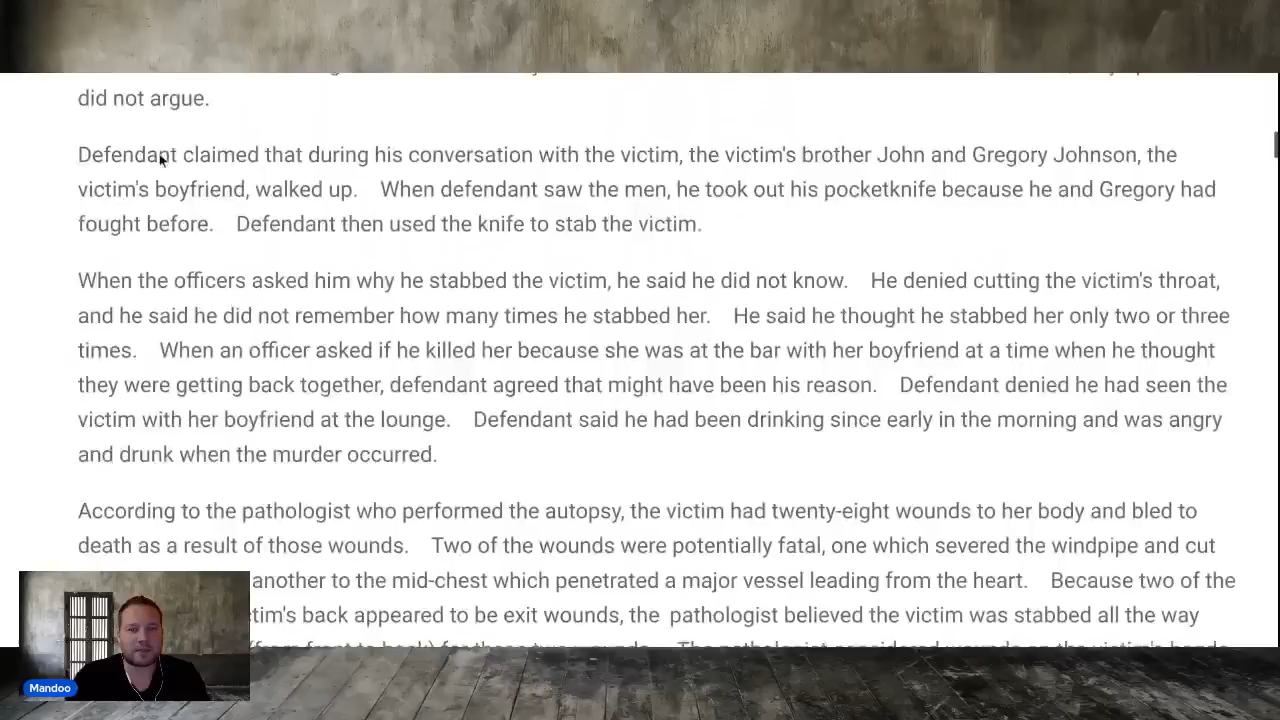 did not argue.
Defendant claimed that during his conversation with the victim, the victim's brother John and Gregory Johnson, the
victim's boyfriend, walked up. When defendant saw the men, he took out his pocketknife because he and Gregory had
fought before. Defendant then used the knife to stab the victim.
When the officers asked him why he stabbed the victim, he said he did not know. He denied cutting the victim's throat,
and he said he did not remember how many times he stabbed her. He said he thought he stabbed her only two or three
times. When an officer asked if he killed her because she was at the bar with her boyfriend at a time when he thought
they were getting back together, defendant agreed that might have been his reason. Defendant denied he had seen the
victim with her boyfriend at the lounge. Defendant said he had been drinking since early in the morning and was angry
and drunk when the murder occurred.
According to the pathologist who performed the autopsy, the victim had twenty-eight wounds to her body and bled to
death as a result of those wounds. Two of the wounds were potentially fatal, one which severed the windpipe and cut
another to the mid-chest which penetrated a major vessel leading from the heart. Because two of the
tim's back appeared to be exit wounds, the pathologist believed the victim was stabbed all the way
Mandoo